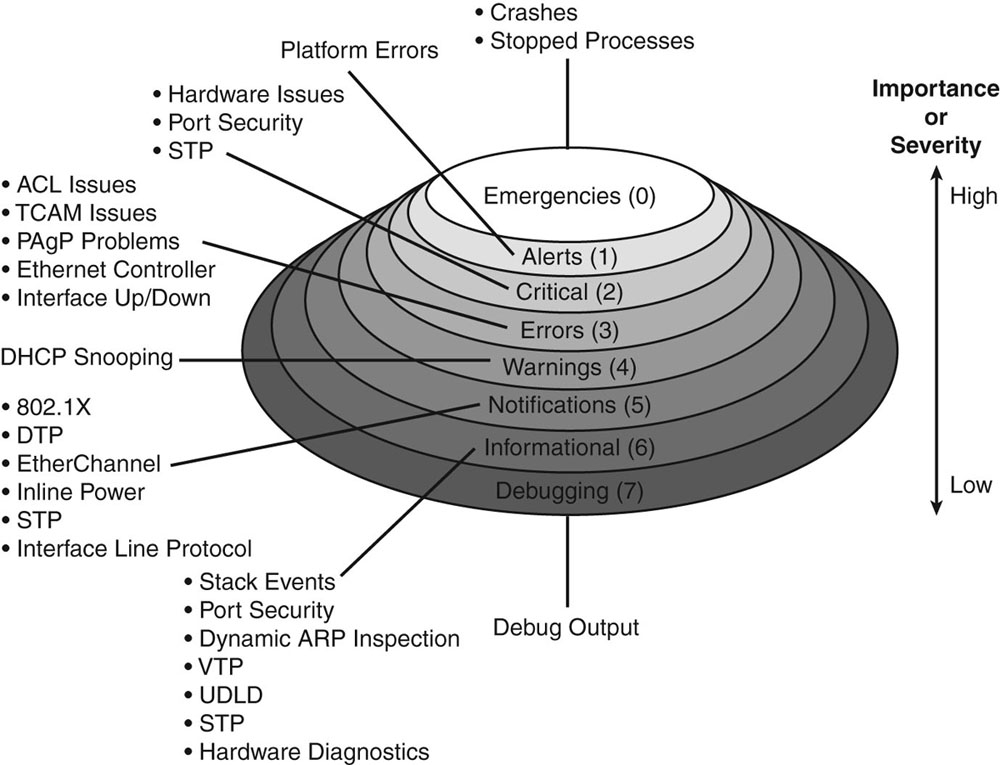 • Crashes
• Stopped Processes
Platform Errors
• Hardware Issues
• Port Security
• STP
• ACL Issues
• TCAM Issues
• PAgP Problems
• Ethernet Controller
• Interface Up/Down
DHCP Snooping
• 802.1X
• DTP
• EtherChannel
• Inline Power
• STP
• Interface Line Protocol
• Stack Events
• Port Security
• Dynamic ARP Inspection
• VTP
• UDLD
• STP
• Hardware Diagnostics
Emergencies (0)
Alerts (1)
Critical (2)
Errors (3)
Warnings (4)
Notifications (5)
Informational (6)
Debugging (7)
Debug Output
Importance
or
Severity
High
Low